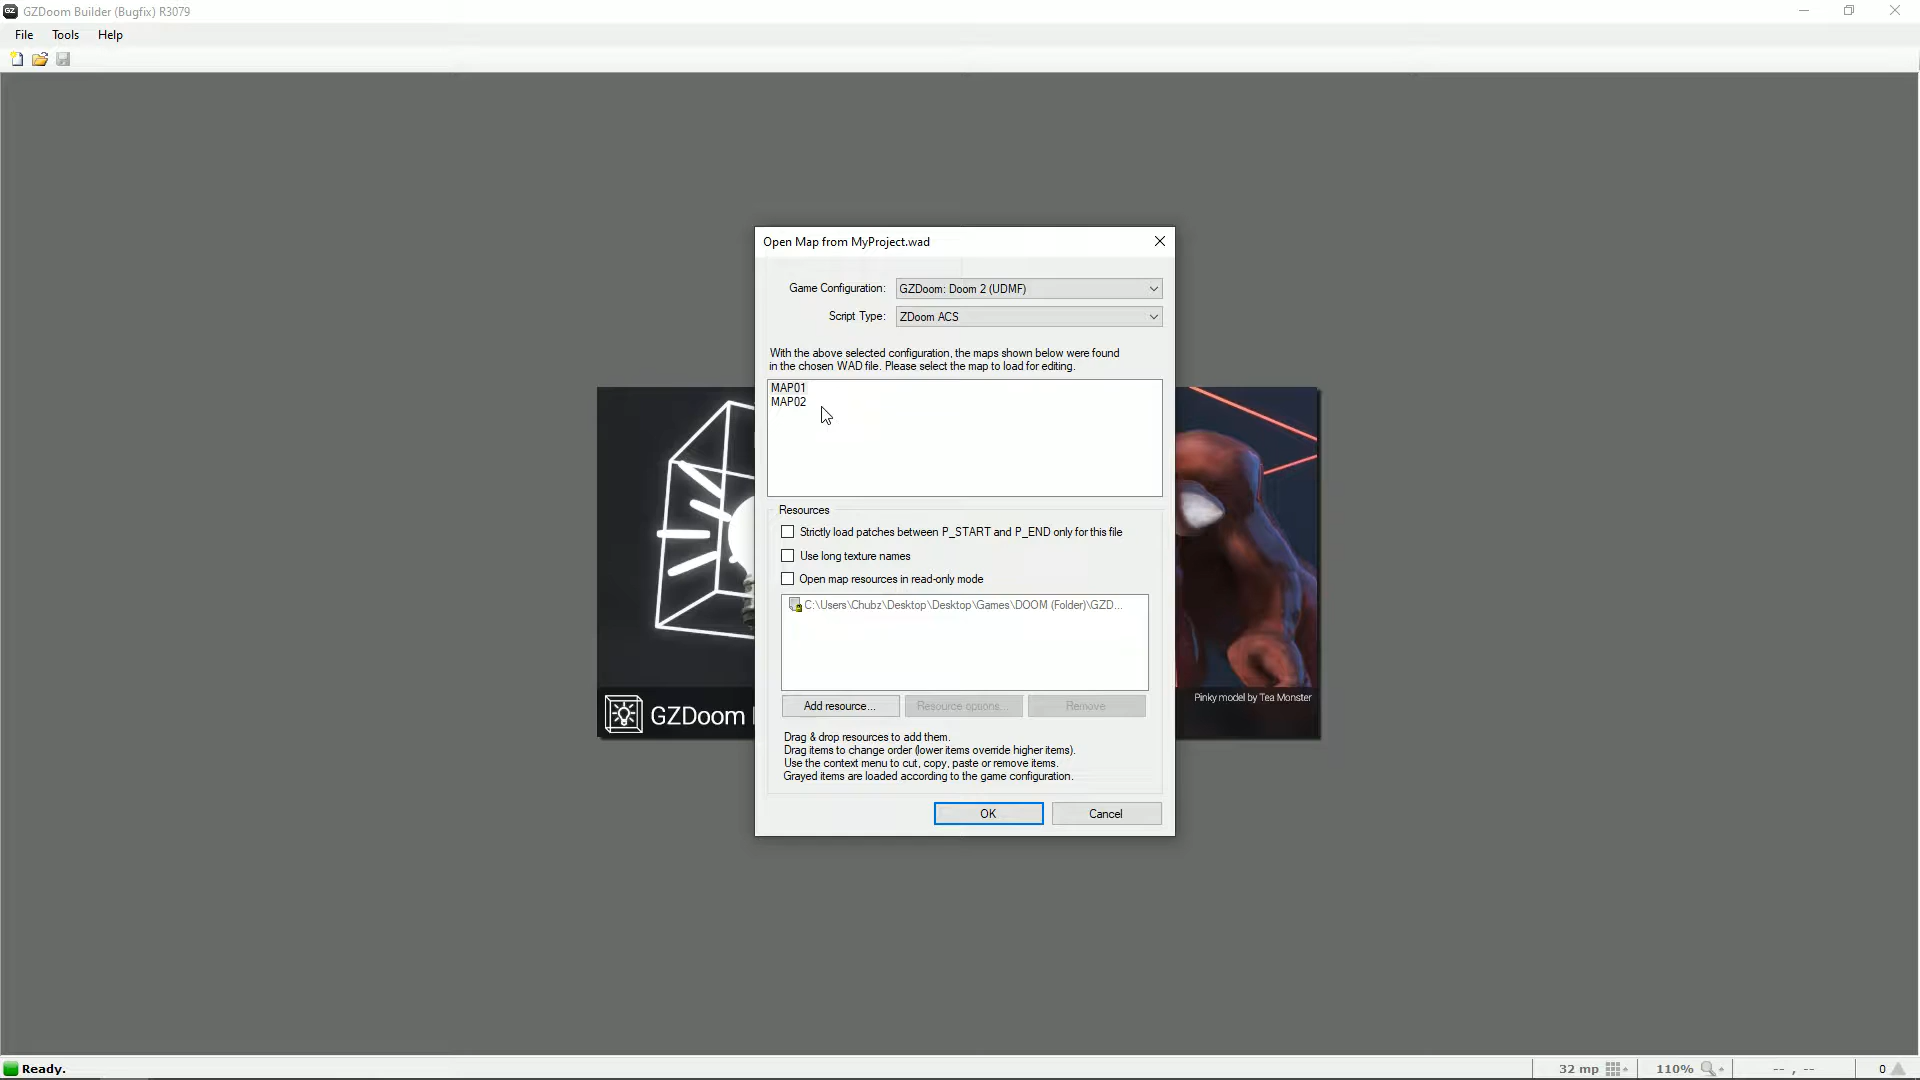 GZDoom Builder (Bugfix) R3079
File Tools Help
Open Map from MyProject.wad
Game Configuration: GZDoom: Doom 2 (UDMF)
Script Type: ZDoom ACS
With the above selected configuration, the maps shown below were found
in the chosen WAD file. Please select the map to load for editing.
MAP01
MAP02
Resources
Strictly load patches between P_START and P_END only for this file
Use long texture names
Open map resources in read-only mode
C:\Users\Chubz\Desktop\Desktop\Games\DOOM (Folder)\GZD...
Add resource... Resource options... Remove
Drag & drop resources to add them.
Drag items to change order (lower items override higher items).
Use the context menu to cut, copy, paste or remove items.
Grayed items are loaded according to the game configuration.
OK Cancel
GZDoom
Pinky model by Tea Monster
Ready. 32 mp 110% -- , -- 0